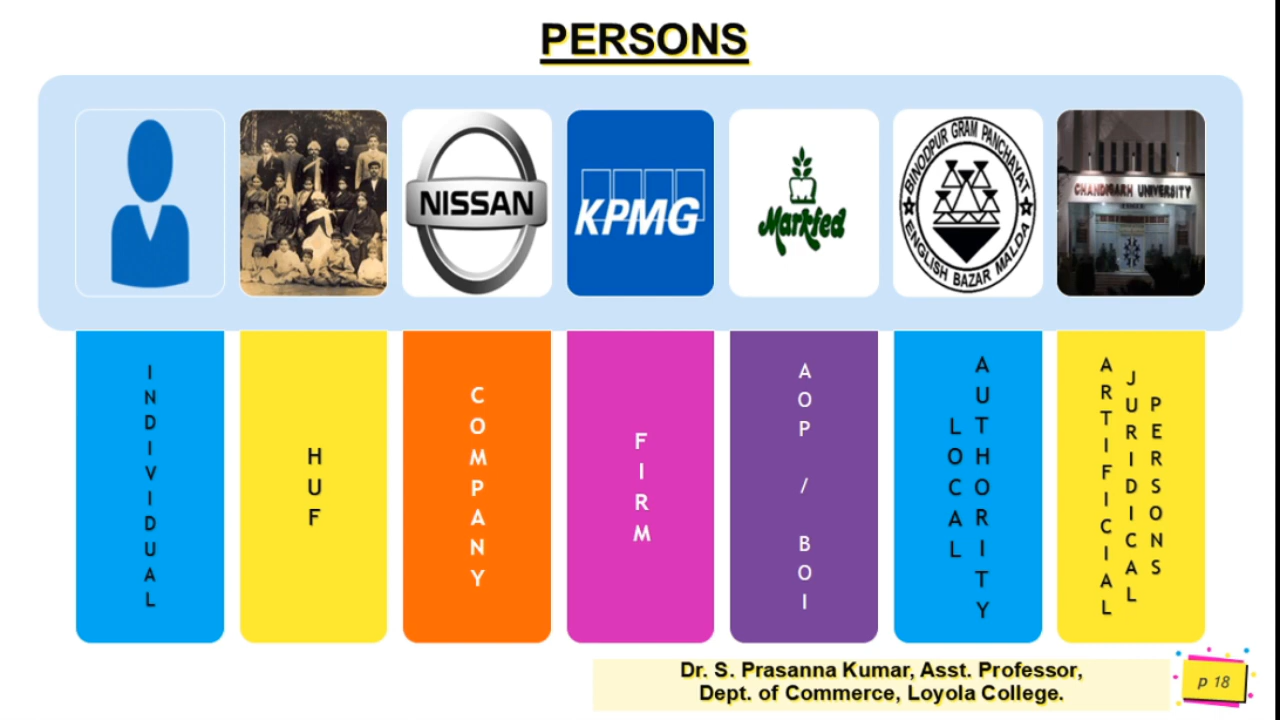 PERSONS
NISSAN
KPMG
Markfed
BINODPUR GRAM PANCHAYAT
ENGLISH BAZAR MALDA
CHANDIGARH UNIVERSITY
INDIVIDUAL
HUF
COMPANY
FIRM
AOP / BOI
LOCAL
AUTHORITY
ARTIFICIAL
JURIDICAL
PERSONS
Dr. S. Prasanna Kumar, Asst. Professor,
Dept. of Commerce, Loyola College.
p 18